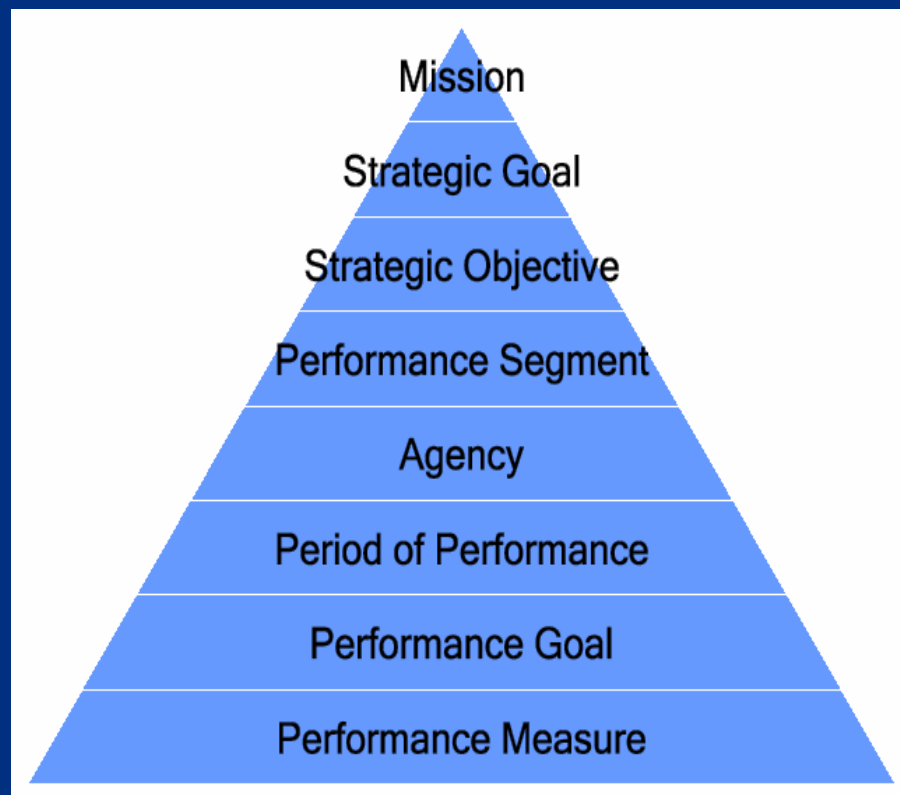 Mission
Strategic Goal
Strategic Objective
Performance Segment
Agency
Period of Performance
Performance Goal
Performance Measure